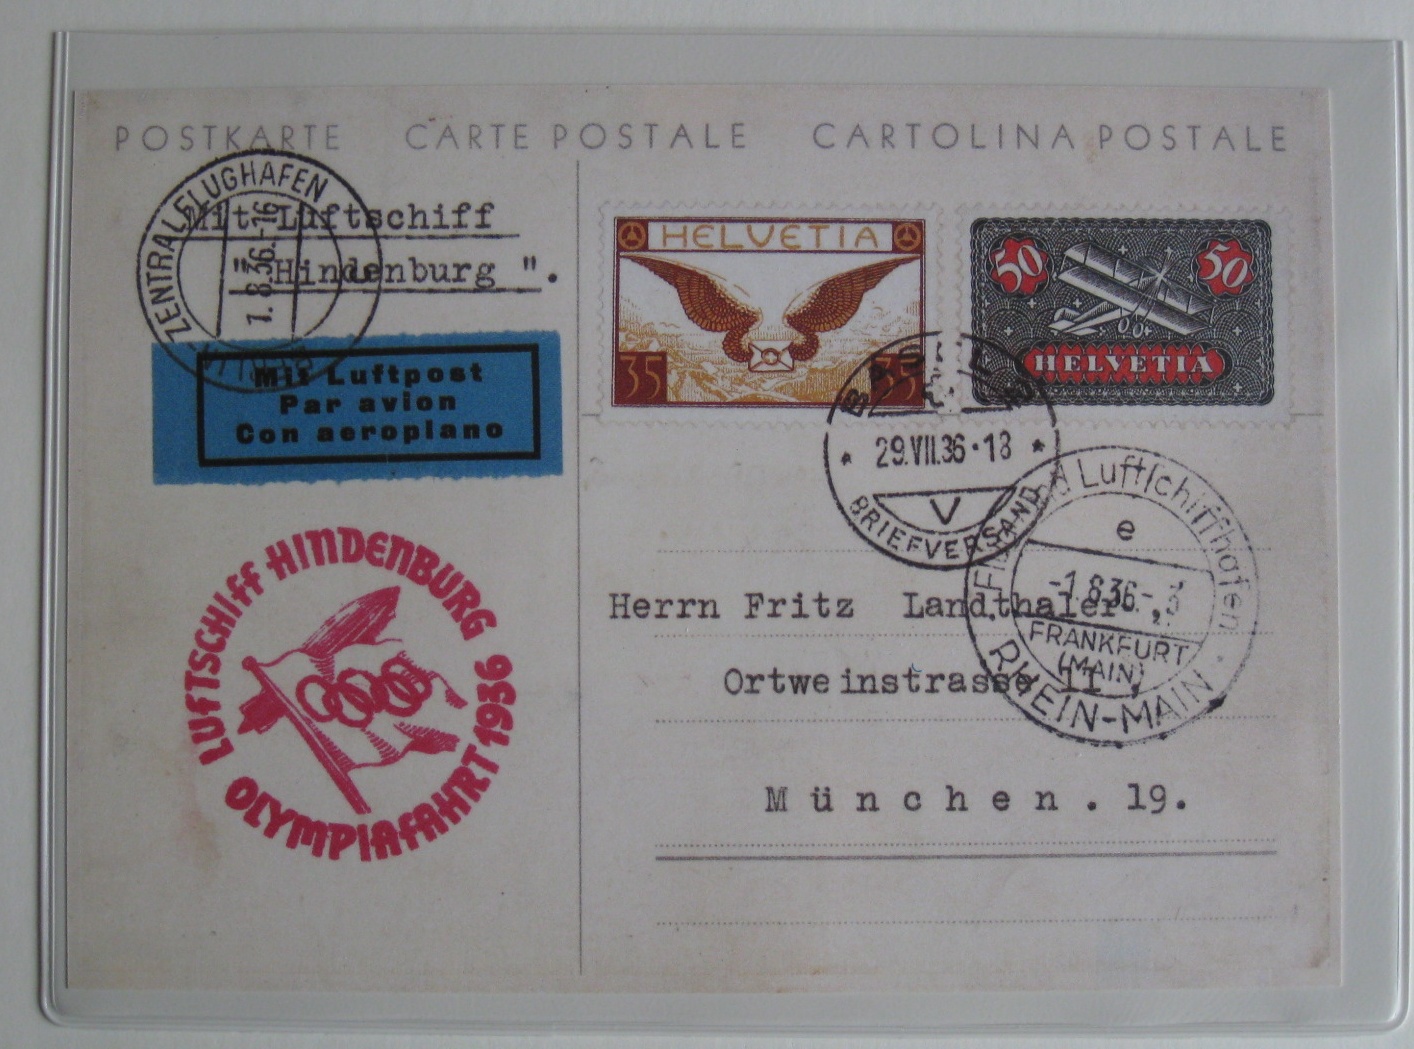 POSTKARTE CARTE POSTALE CARTOLINA POSTALE
ZENTRALFLUGHAFEN
1.8.36.-16
Mit Luftschiff
" Hindenburg ".
HELVETIA
35 35
50 50
HELVETIA
Mit Luftpost
Par avion
Con aeroplano
BASEL
29.VII.36·18
V
BRIEFVERSAND
Luftschiffhafen
e
-1.8.36.-
FRANKFURT
(MAIN)
RHEIN-MAIN
LUFTSCHIFF HINDENBURG
OLYMPIAFAHRT 1936
Herrn Fritz Landthaler ,
Ortweinstrasse 11 ,
München . 19.